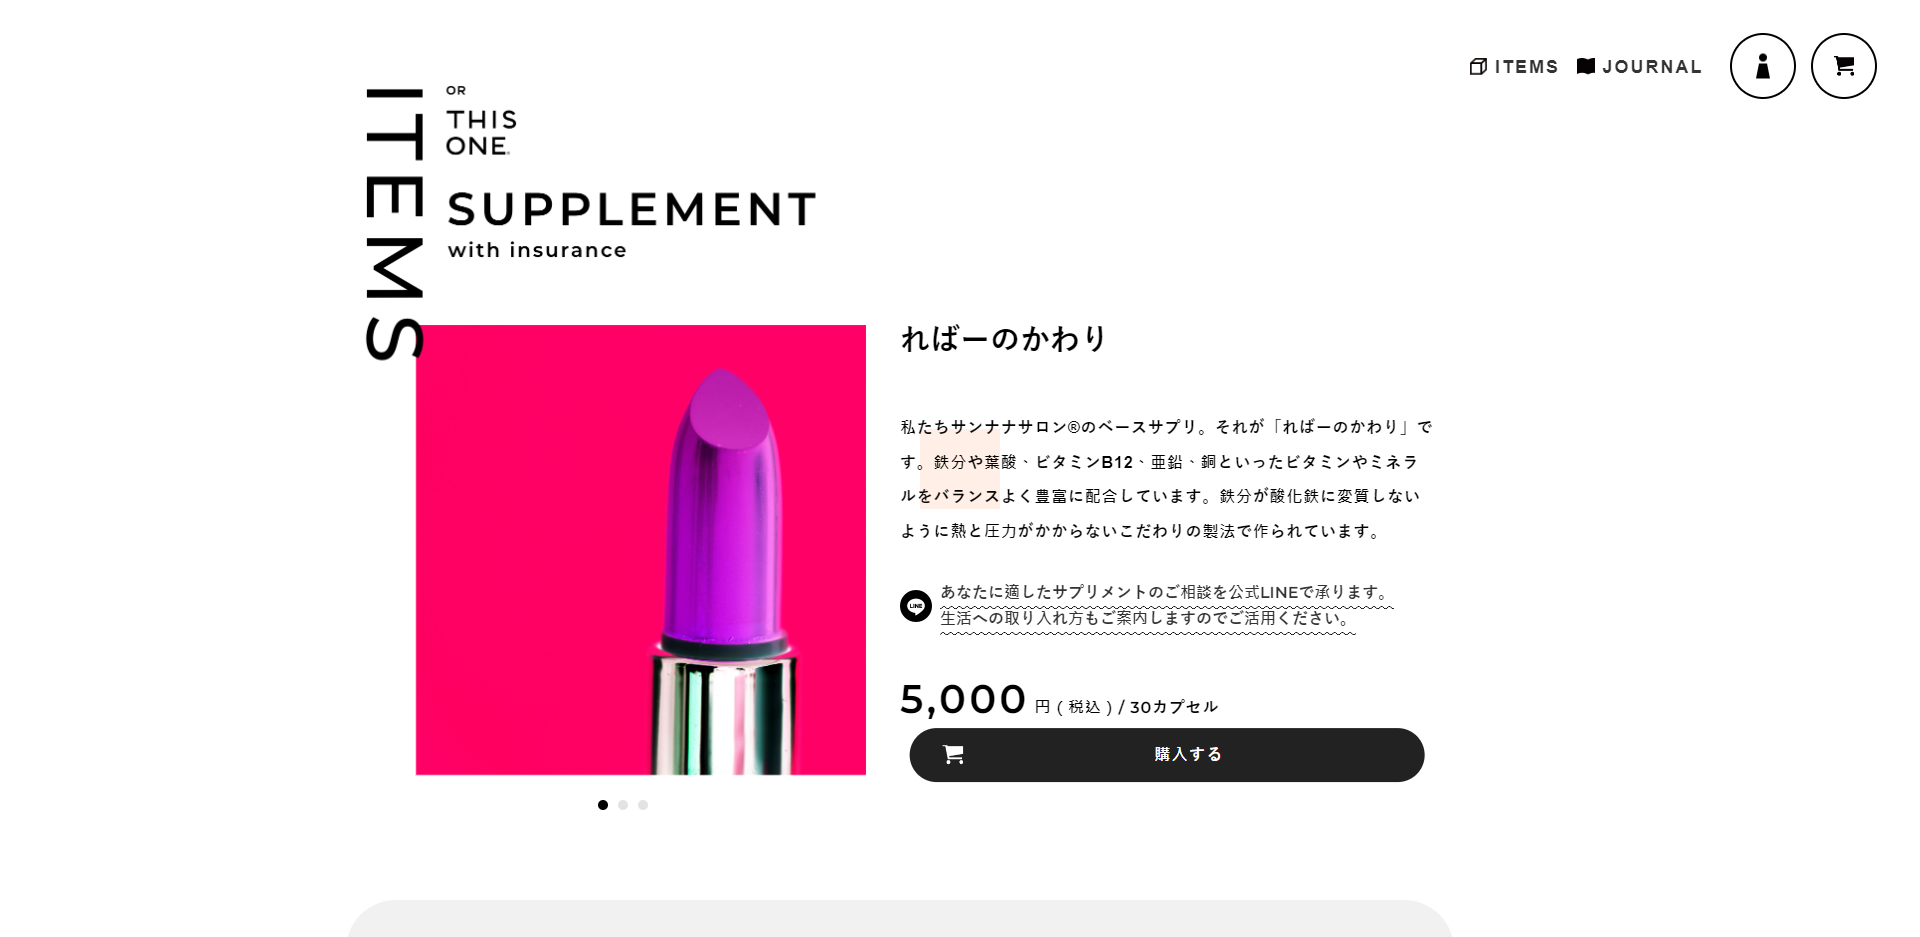 ITEMS
JOURNAL
ITEMS
OR
THIS
ONE
SUPPLEMENT
with insurance
ればーのかわり
私たちサンナナサロン®のベースサプリ。それが「ればーのかわり」で
す。鉄分や葉酸、ビタミンB12、亜鉛、銅といったビタミンやミネラ
ルをバランスよく豊富に配合しています。鉄分が酸化鉄に変質しない
ように熱と圧力がかからないこだわりの製法で作られています。
LINE
あなたに適したサプリメントのご相談を公式LINEで承ります。
生活への取り入れ方もご案内しますのでご活用ください。
5,000 円 ( 税込 ) / 30カプセル
購入する